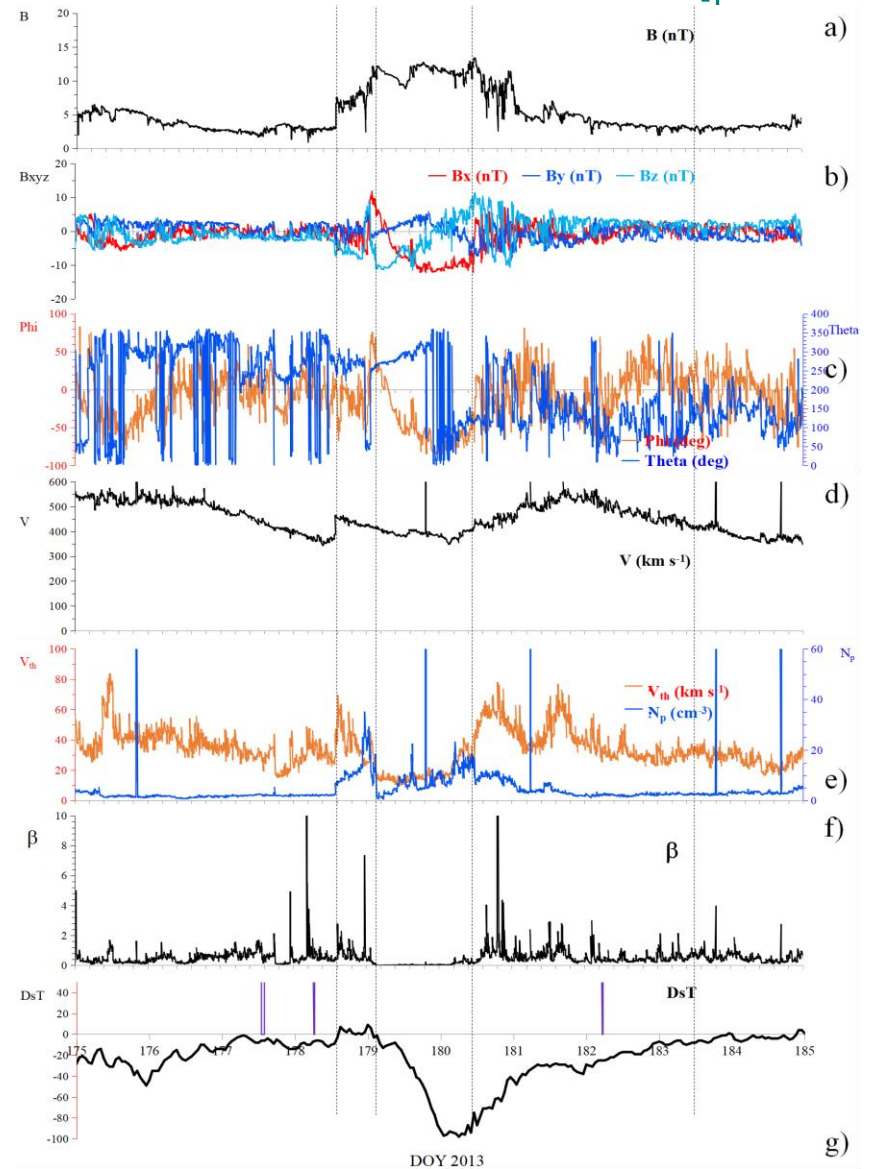 B
20
15
10
5
0
B (nT)
a)
Bxyz
20
10
0
-10
-20
Bx (nT) By (nT) Bz (nT)
b)
Phi
100
50
0
-50
-100
400
350
300
250
200
150
100
50
0
Theta
c)
Phi (deg)
Theta (deg)
V
600
500
400
300
200
100
0
V (km s-1)
d)
Vth
100
80
60
40
20
0
60
40
20
0
Np
Vth (km s-1)
Np (cm-3)
e)
β
10
8
6
4
2
0
β
f)
DsT
40
20
0
-20
-40
-60
-80
-100
DsT
175 176 177 178 179 180 181 182 183 184 185
g)
DOY 2013